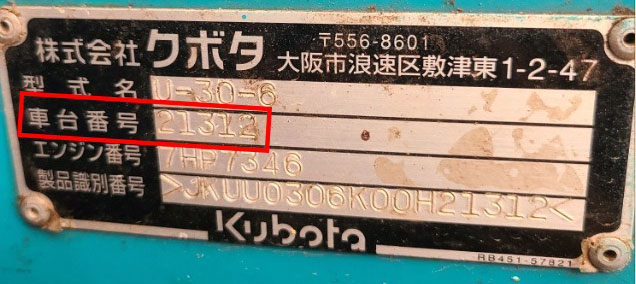 株式会社 クボタ
〒556-8601
大阪市浪速区敷津東1-2-47
型式名 U-30-6
車台番号 21312
エンジン番号 7HP7346
製品識別番号 >JKUU0306K00H21312<
Kubota
RB451-57821